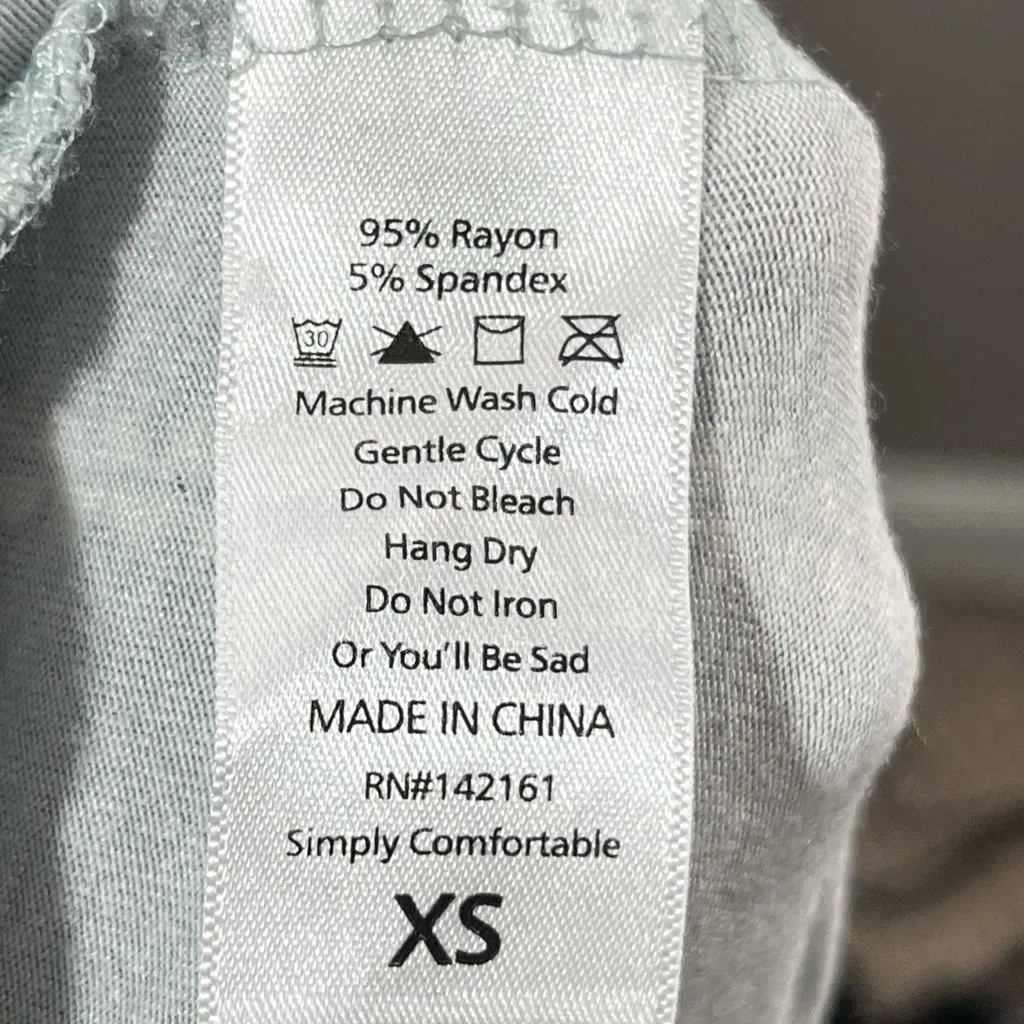 95% Rayon
5% Spandex
30
Machine Wash Cold
Gentle Cycle
Do Not Bleach
Hang Dry
Do Not Iron
Or You'll Be Sad
MADE IN CHINA
RN#142161
Simply Comfortable
XS